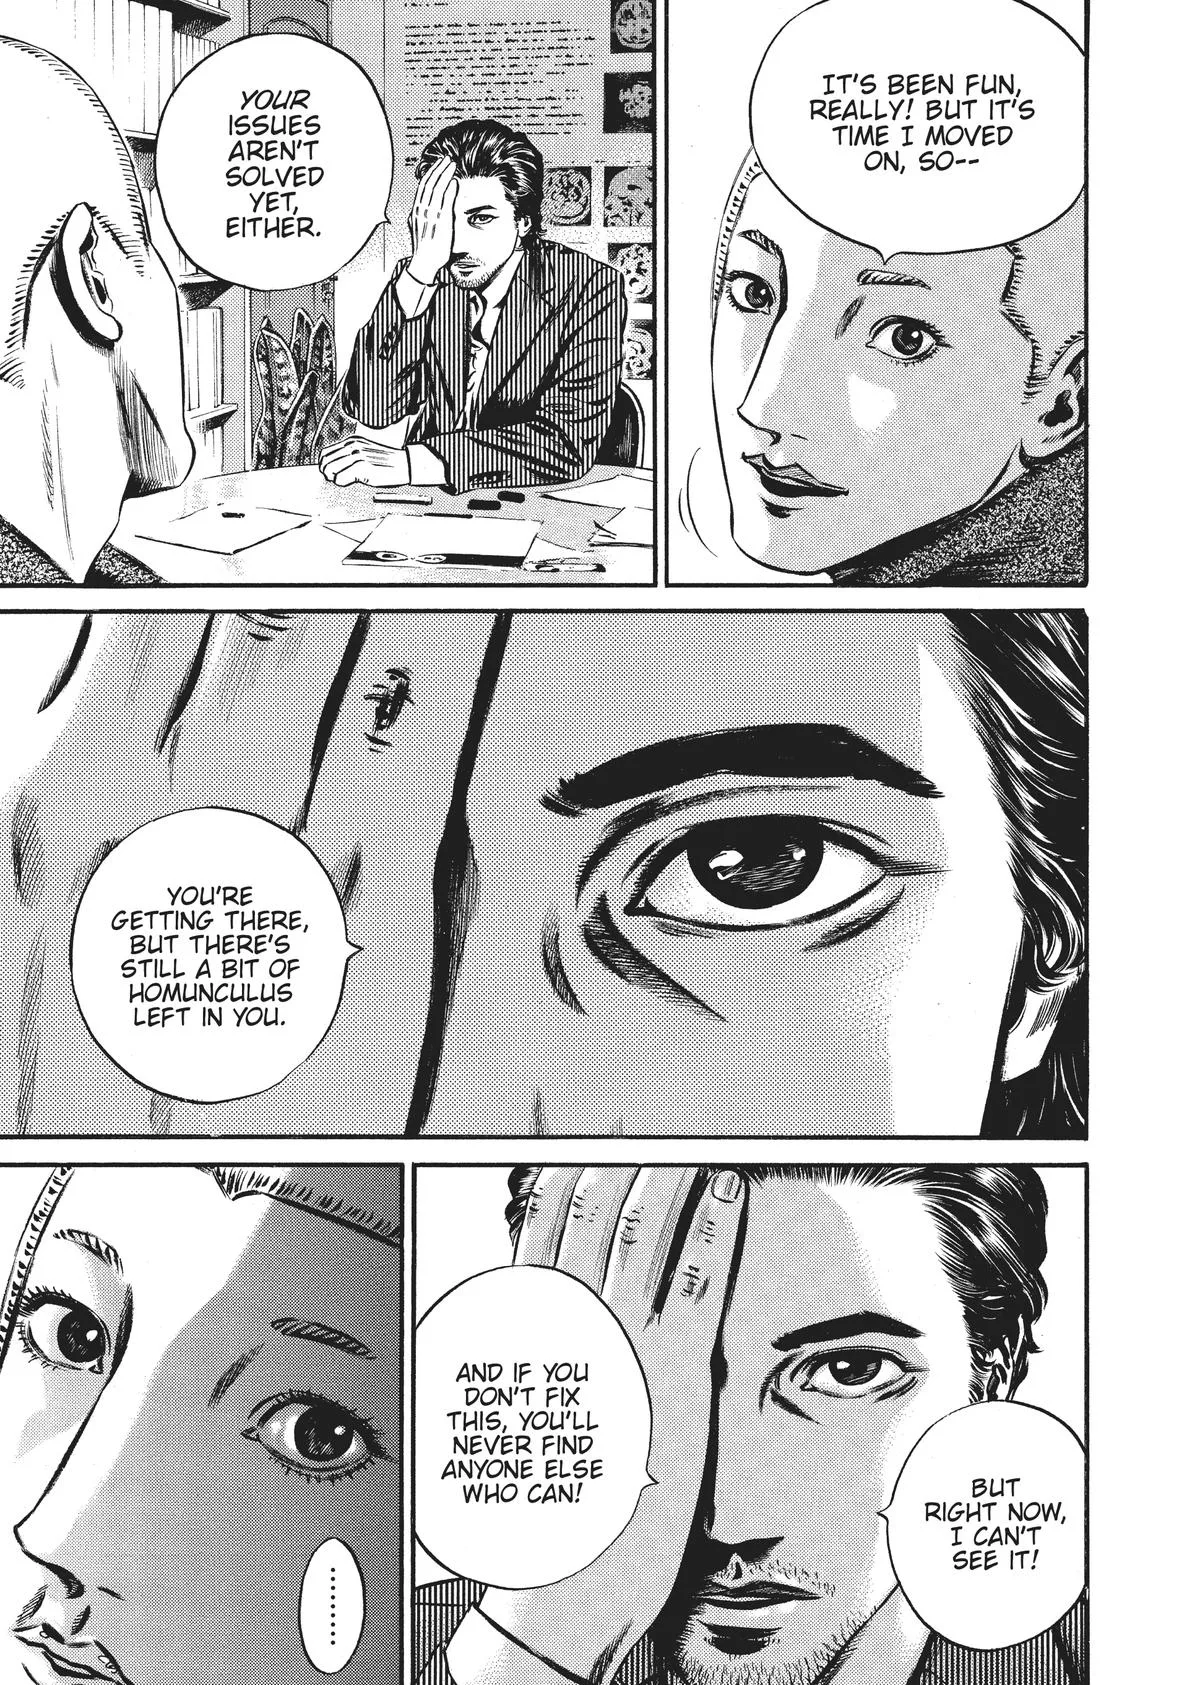 IT'S BEEN FUN,
REALLY! BUT IT'S
TIME I MOVED
ON, SO--
YOUR
ISSUES
AREN'T
SOLVED
YET,
EITHER.
YOU'RE
GETTING THERE,
BUT THERE'S
STILL A BIT OF
HOMUNCULUS
LEFT IN YOU.
BUT
RIGHT NOW,
I CAN'T
SEE IT!
AND IF YOU
DON'T FIX
THIS, YOU'LL
NEVER FIND
ANYONE ELSE
WHO CAN!
.........